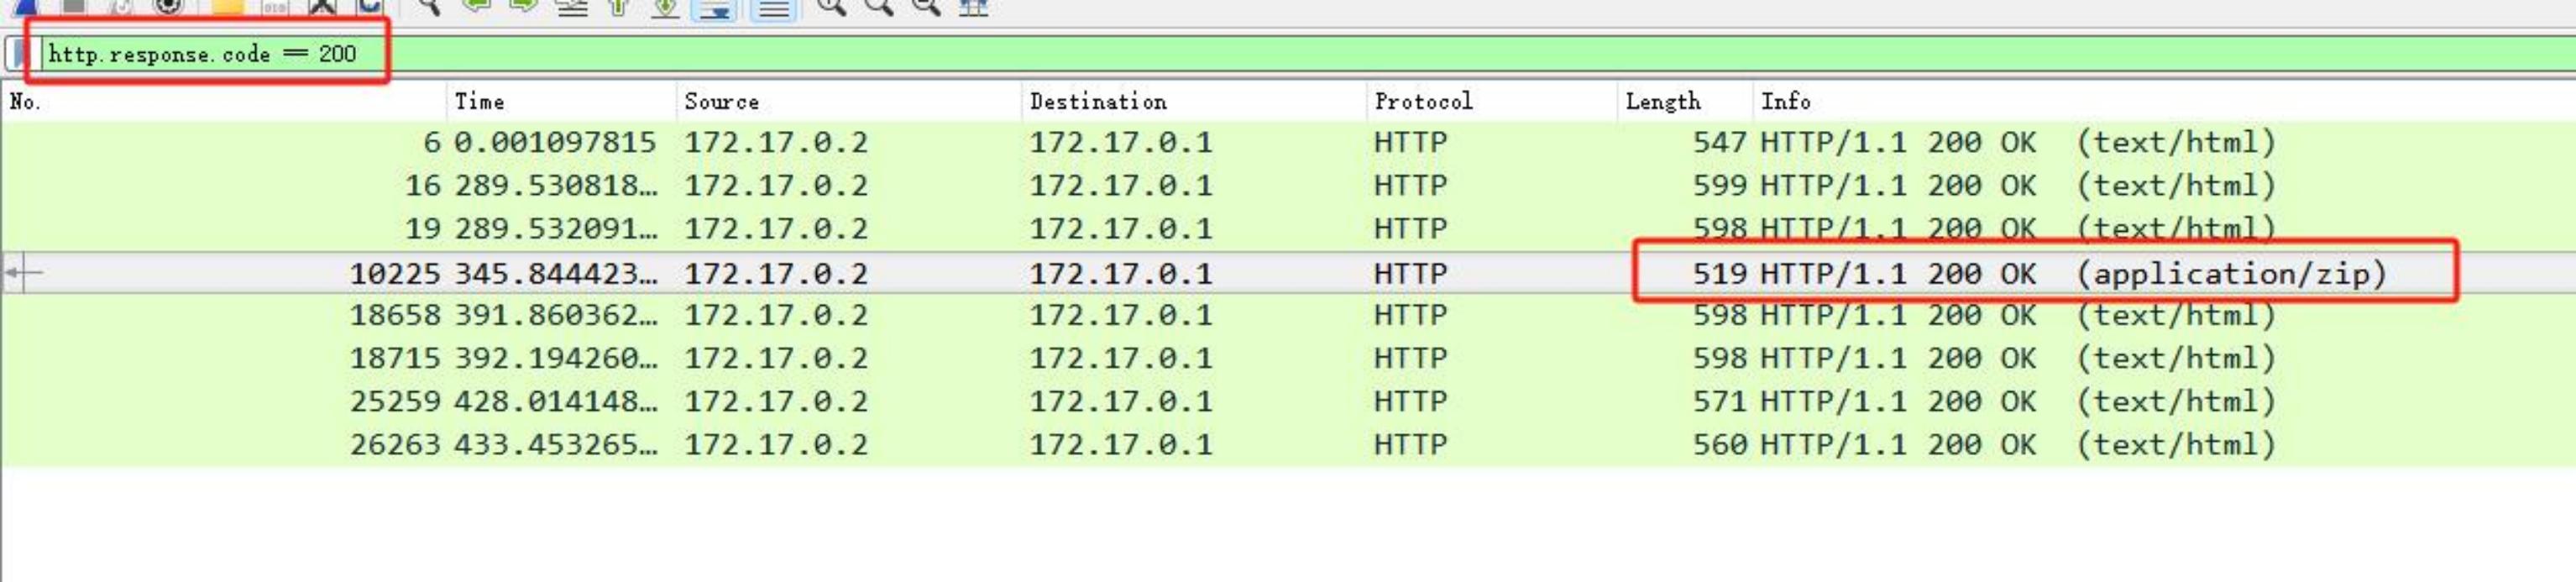 http.response.code == 200
No. Time Source Destination Protocol Length Info
6 0.001097815 172.17.0.2 172.17.0.1 HTTP 547 HTTP/1.1 200 OK (text/html)
16 289.530818… 172.17.0.2 172.17.0.1 HTTP 599 HTTP/1.1 200 OK (text/html)
19 289.532091… 172.17.0.2 172.17.0.1 HTTP 598 HTTP/1.1 200 OK (text/html)
10225 345.844423… 172.17.0.2 172.17.0.1 HTTP 519 HTTP/1.1 200 OK (application/zip)
18658 391.860362… 172.17.0.2 172.17.0.1 HTTP 598 HTTP/1.1 200 OK (text/html)
18715 392.194260… 172.17.0.2 172.17.0.1 HTTP 598 HTTP/1.1 200 OK (text/html)
25259 428.014148… 172.17.0.2 172.17.0.1 HTTP 571 HTTP/1.1 200 OK (text/html)
26263 433.453265… 172.17.0.2 172.17.0.1 HTTP 560 HTTP/1.1 200 OK (text/html)